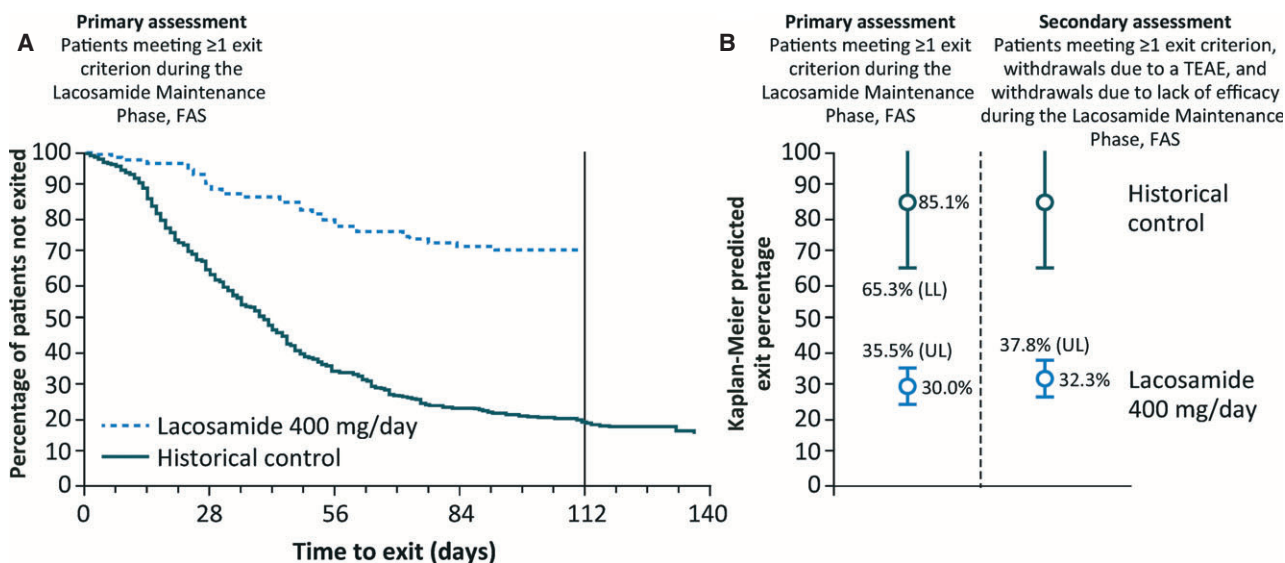 A
Primary assessment
Patients meeting ≥1 exit
criterion during the
Lacosamide Maintenance
Phase, FAS
Percentage of patients not exited
100
90
80
70
60
50
40
30
20
10
0
Lacosamide 400 mg/day
Historical control
0 28 56 84 112 140
Time to exit (days)
B
Primary assessment
Patients meeting ≥1 exit
criterion during the
Lacosamide Maintenance
Phase, FAS
Secondary assessment
Patients meeting ≥1 exit criterion,
withdrawals due to a TEAE, and
withdrawals due to lack of efficacy
during the Lacosamide Maintenance
Phase, FAS
Kaplan-Meier predicted
exit percentage
100
90
80
70
60
50
40
30
20
10
0
85.1%
65.3% (LL)
35.5% (UL)
30.0%
37.8% (UL)
32.3%
Historical
control
Lacosamide
400 mg/day